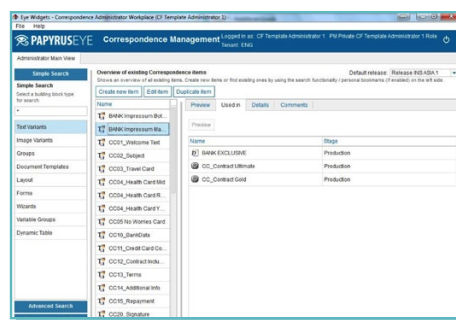 Eye Widgets - Correspondence Administrator Workplace (CF Template Administrator 1)
File Help
PAPYRUSEYE Correspondence Management
Logged in as: CF Template Administrator 1 PM Private CF Template Administrator 1 Role
Tenant: ENG
Administrator Main View
Simple Search
Simple Search
Select a building block type
for search.
*
Text Variants
Image Variants
Groups
Document Templates
Layout
Forms
Wizards
Variable Groups
Dynamic Table
Advanced Search
Overview of existing Correspondence items
Default release: Release INS ASIA 1
Shows an overview of all existing items. Create new items or find existing ones by using the search functionality / personal bookmarks (if enabled) on the left side.
Create new item Edit item Duplicate item
Name
BANK Impressum Bot...
BANK Impressum Ma...
CC01_Welcome Text
CC02_Subject
CC03_Travel Card
CC04_Health Card Mid
CC04_Health Card R...
CC04_Health Card Y...
CC05 No Worries Card
CC10_BankData
CC11_Credit Card Co...
CC12_Contract Inclu...
CC13_Terms
CC14_Additional Info
CC15_Repayment
CC20_Signature
Preview Used in Details Comments
Preview
Name Stage
BANK EXCLUSIVE Production
CC_Contract Ultimate Production
CC_Contract Gold Production